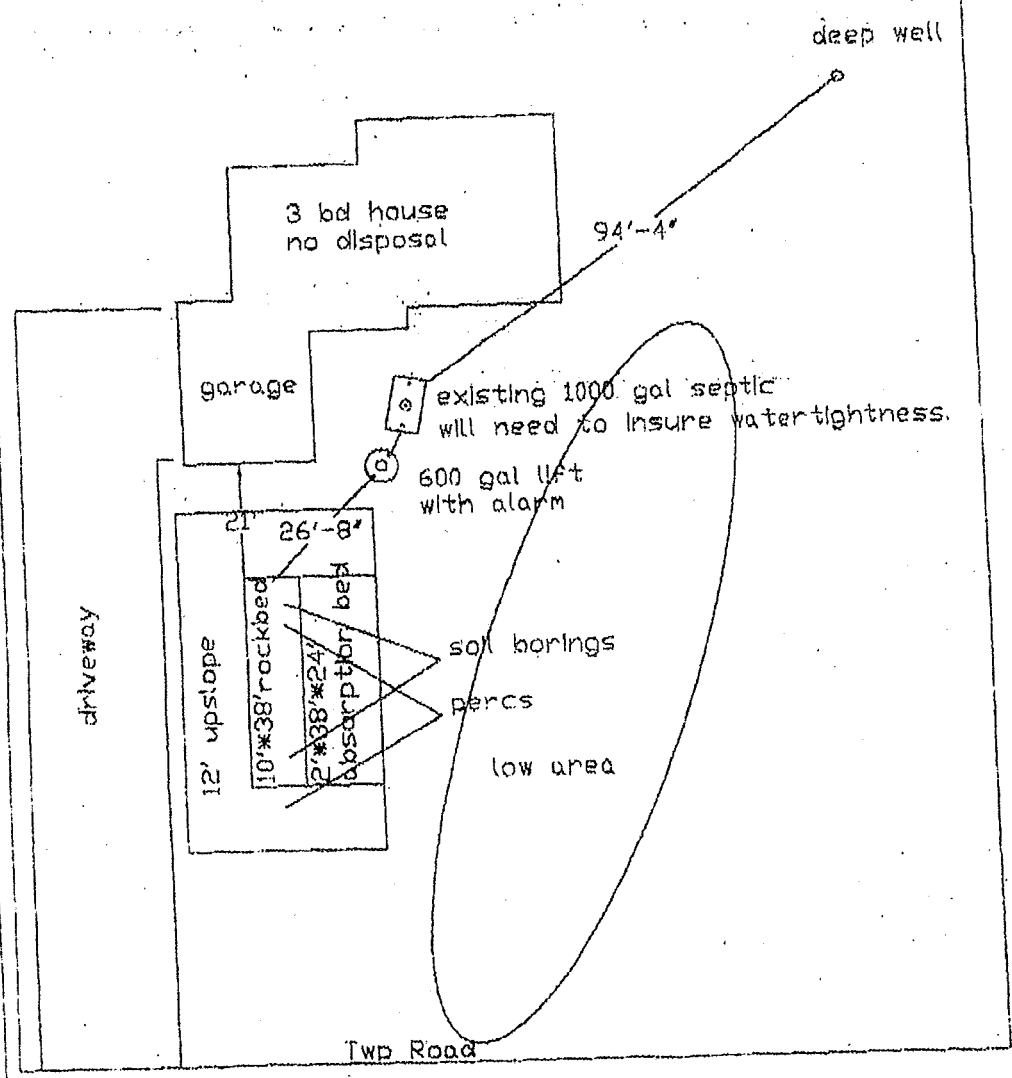 deep well
3 bd house
no disposal
94'-4"
garage
existing 1000 gal septic
will need to insure watertightness.
600 gal lift
with alarm
21'
26'-8"
driveway
12' upslope
10'*38'rockbed
2'*38'*24'
absorption bed
soil borings
percs
low area
Twp Road